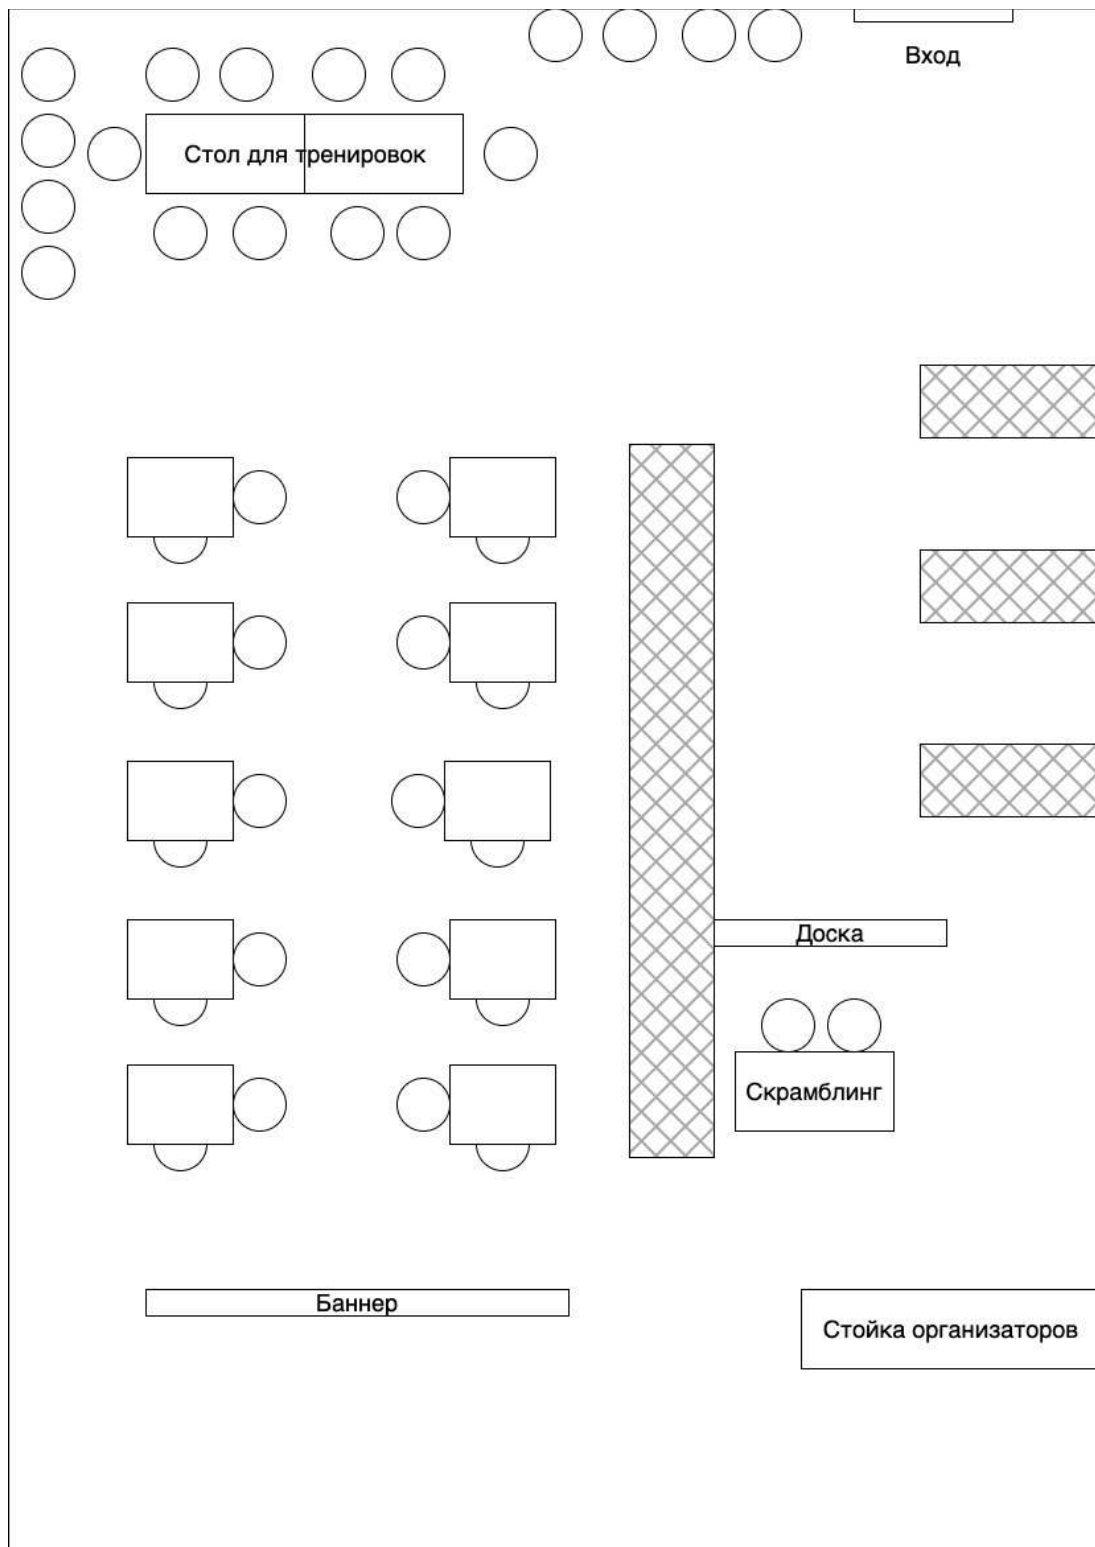 Вход
Стол для тренировок
Доска
Скрамблинг
Баннер
Стойка организаторов